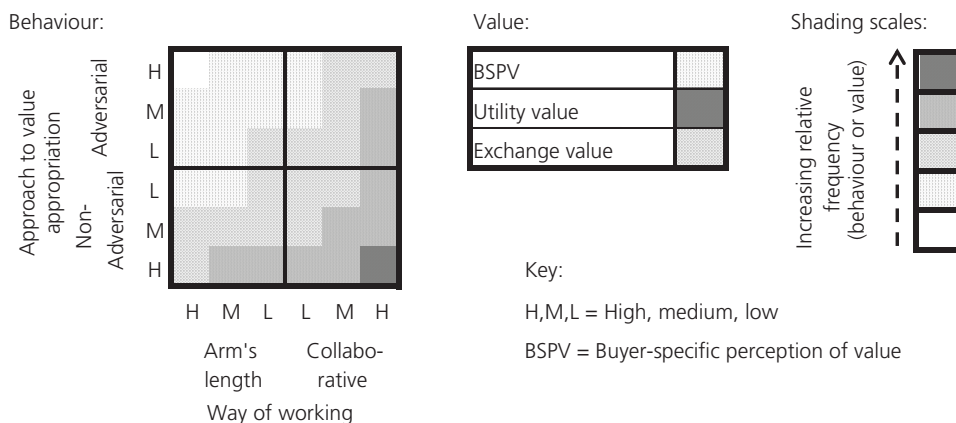 Behaviour:
Value:
Shading scales:
Approach to value
appropriation
Non-
Adversarial
Adversarial
H
M
L
L
M
H
H M L L M H
Arm's
length
Collabo-
rative
Way of working
BSPV
Utility value
Exchange value
Increasing relative
frequency
(behaviour or value)
Key:
H,M,L = High, medium, low
BSPV = Buyer-specific perception of value